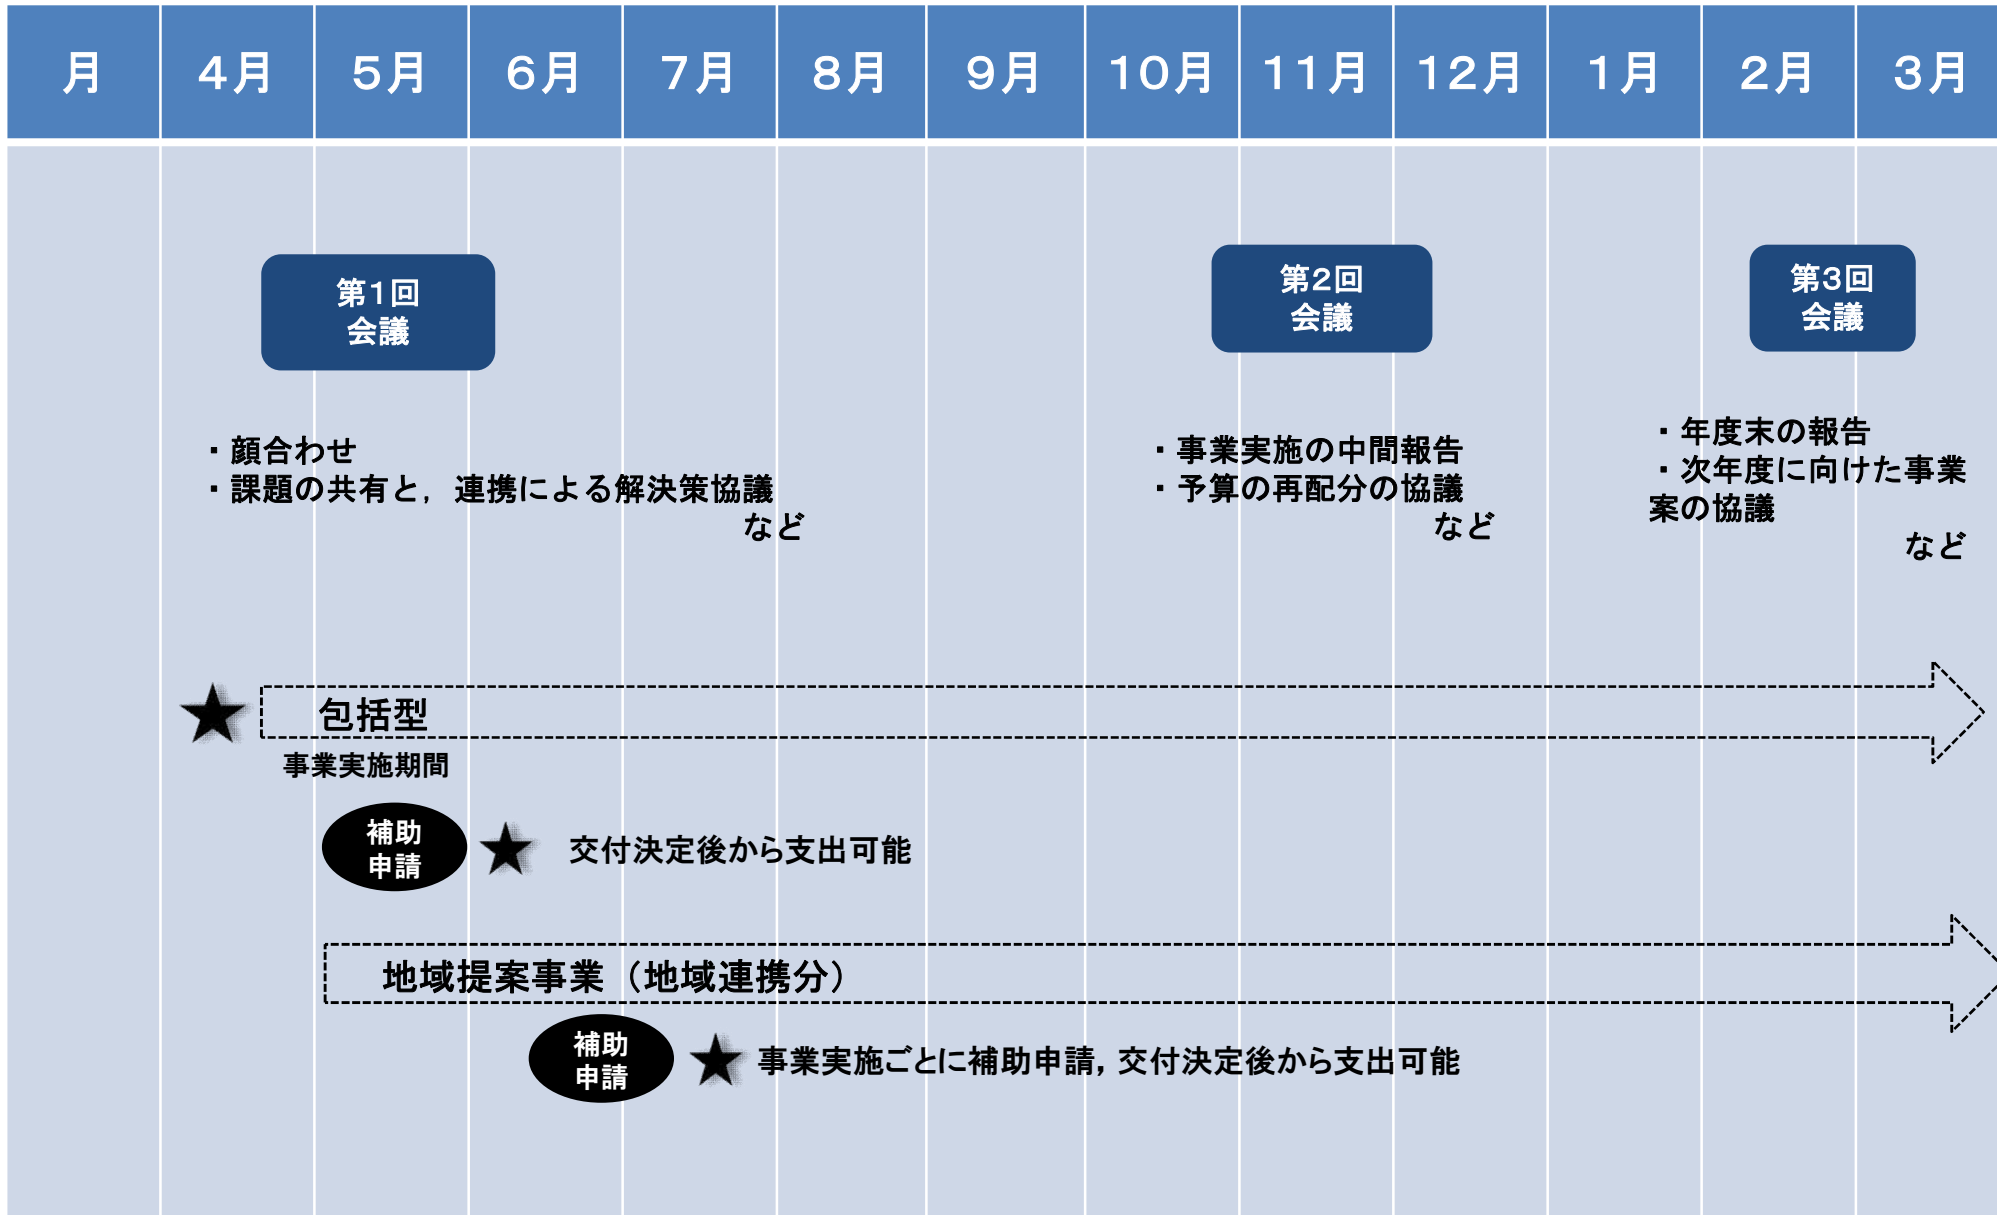 月 4月 5月 6月 7月 8月 9月 10月 11月 12月 1月 2月 3月
第1回
会議
第2回
会議
第3回
会議
・顔合わせ
・課題の共有と，連携による解決策協議
など
・事業実施の中間報告
・予算の再配分の協議
など
・年度末の報告
・次年度に向けた事業
案の協議
など
★ 包括型
事業実施期間
補助
申請
★ 交付決定後から支出可能
地域提案事業（地域連携分）
補助
申請
★ 事業実施ごとに補助申請，交付決定後から支出可能